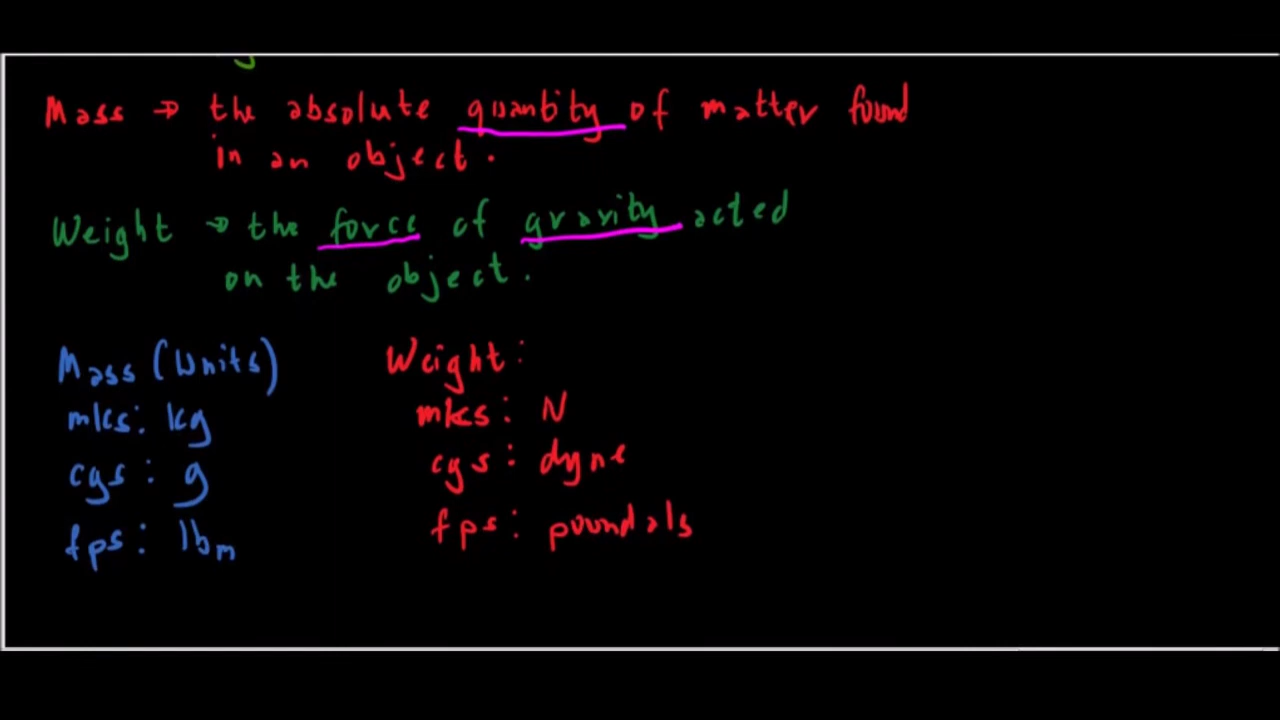 Mass → the absolute quantity of matter found
in an object.
Weight → the force of gravity acted
on the object.
Mass (Units)
mks: kg
cgs: g
fps: lbm
Weight:
mks: N
cgs: dyne
fps: poundals